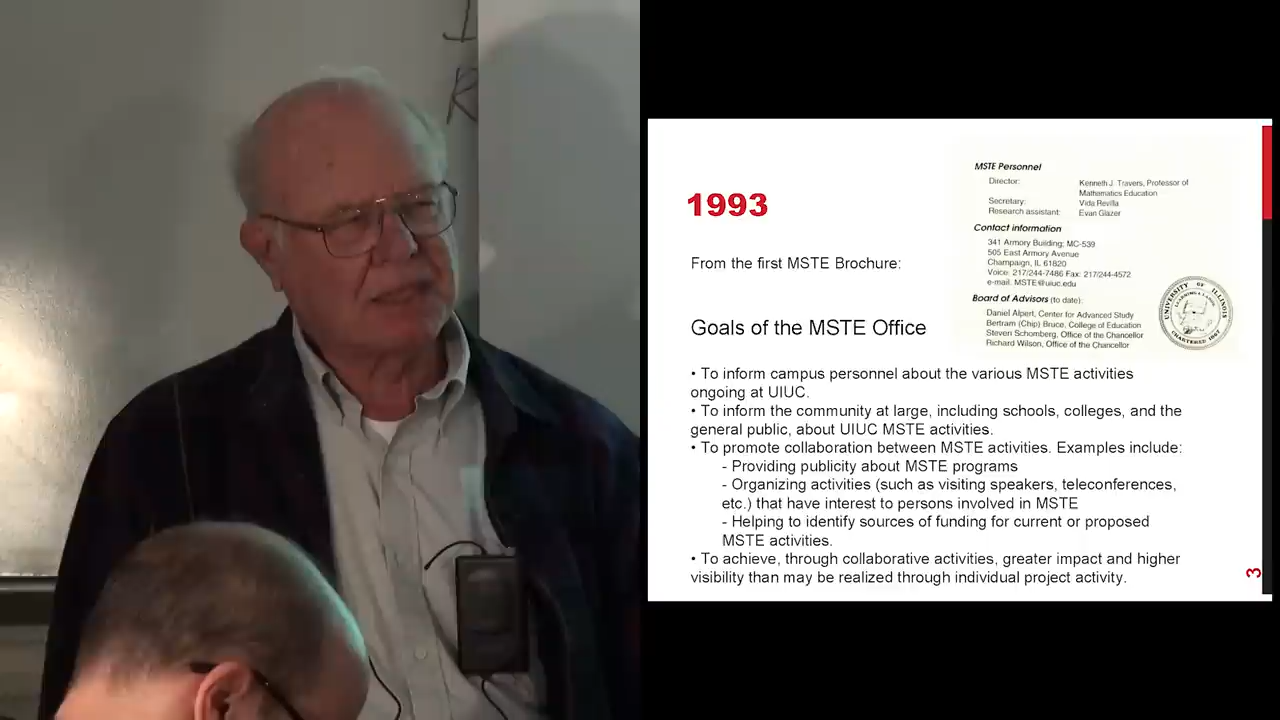 1993
From the first MSTE Brochure:
MSTE Personnel
Director: Kenneth J. Travers, Professor of
Mathematics Education
Secretary: Vida Revilla
Research assistant: Evan Glazer
Contact information
341 Armory Building; MC-539
505 East Armory Avenue
Champaign, IL 61820
Voice: 217/244-7486 Fax: 217/244-4572
e-mail: MSTE@uiuc.edu
Board of Advisors (to date):
Daniel Alpert, Center for Advanced Study
Bertram (Chip) Bruce, College of Education
Steven Schomberg, Office of the Chancellor
Richard Wilson, Office of the Chancellor
UNIVERSITY OF ILLINOIS
LEARNING & LABOR
CHARTERED 1867
Goals of the MSTE Office
• To inform campus personnel about the various MSTE activities
ongoing at UIUC.
• To inform the community at large, including schools, colleges, and the
general public, about UIUC MSTE activities.
• To promote collaboration between MSTE activities. Examples include:
- Providing publicity about MSTE programs
- Organizing activities (such as visiting speakers, teleconferences,
etc.) that have interest to persons involved in MSTE
- Helping to identify sources of funding for current or proposed
MSTE activities.
• To achieve, through collaborative activities, greater impact and higher
visibility than may be realized through individual project activity.
3